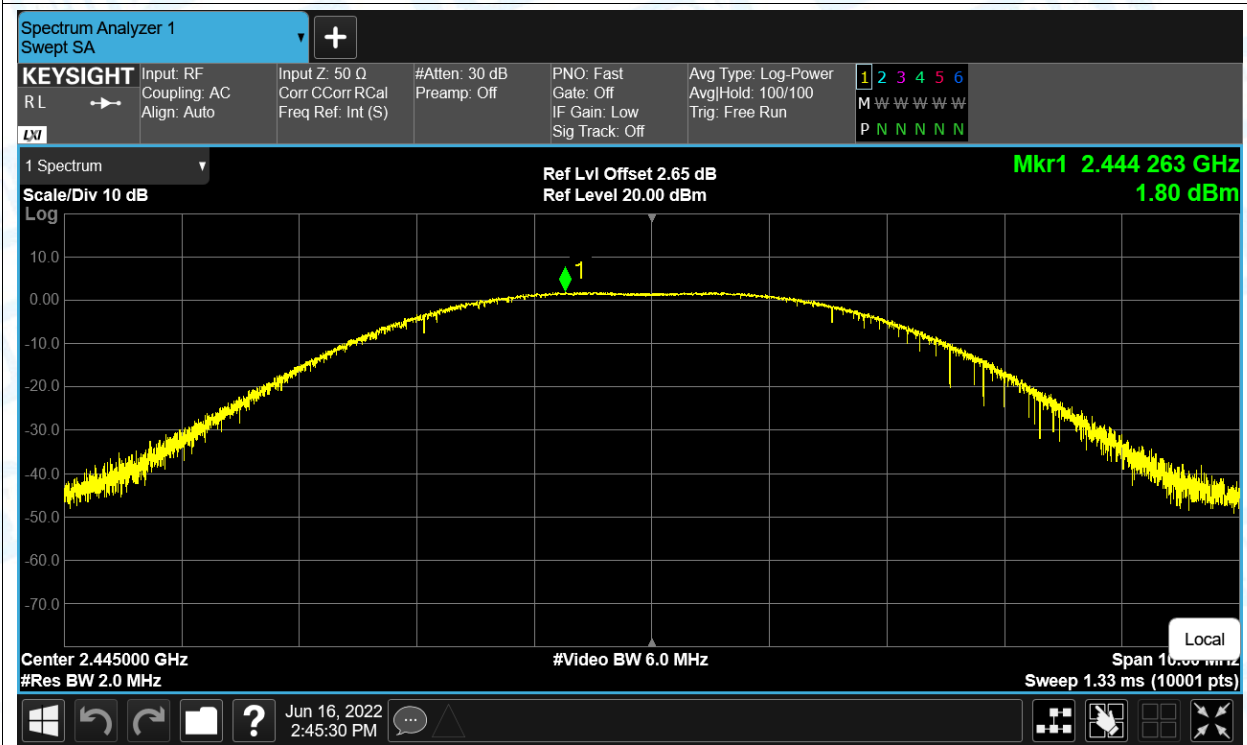 Spectrum Analyzer 1
Swept SA
+
KEYSIGHT
R L
LXI
Input: RF
Coupling: AC
Align: Auto
Input Z: 50 Ω
Corr CCorr RCal
Freq Ref: Int (S)
#Atten: 30 dB
Preamp: Off
PNO: Fast
Gate: Off
IF Gain: Low
Sig Track: Off
Avg Type: Log-Power
Avg|Hold: 100/100
Trig: Free Run
1 2 3 4 5 6
M W W W W W
P N N N N N
1 Spectrum
Scale/Div 10 dB
Log
Ref Lvl Offset 2.65 dB
Ref Level 20.00 dBm
Mkr1 2.444 263 GHz
1.80 dBm
1
10.0
0.00
-10.0
-20.0
-30.0
-40.0
-50.0
-60.0
-70.0
Local
Center 2.445000 GHz
#Res BW 2.0 MHz
#Video BW 6.0 MHz
Span 10.00 MHz
Sweep 1.33 ms (10001 pts)
?
Jun 16, 2022
2:45:30 PM